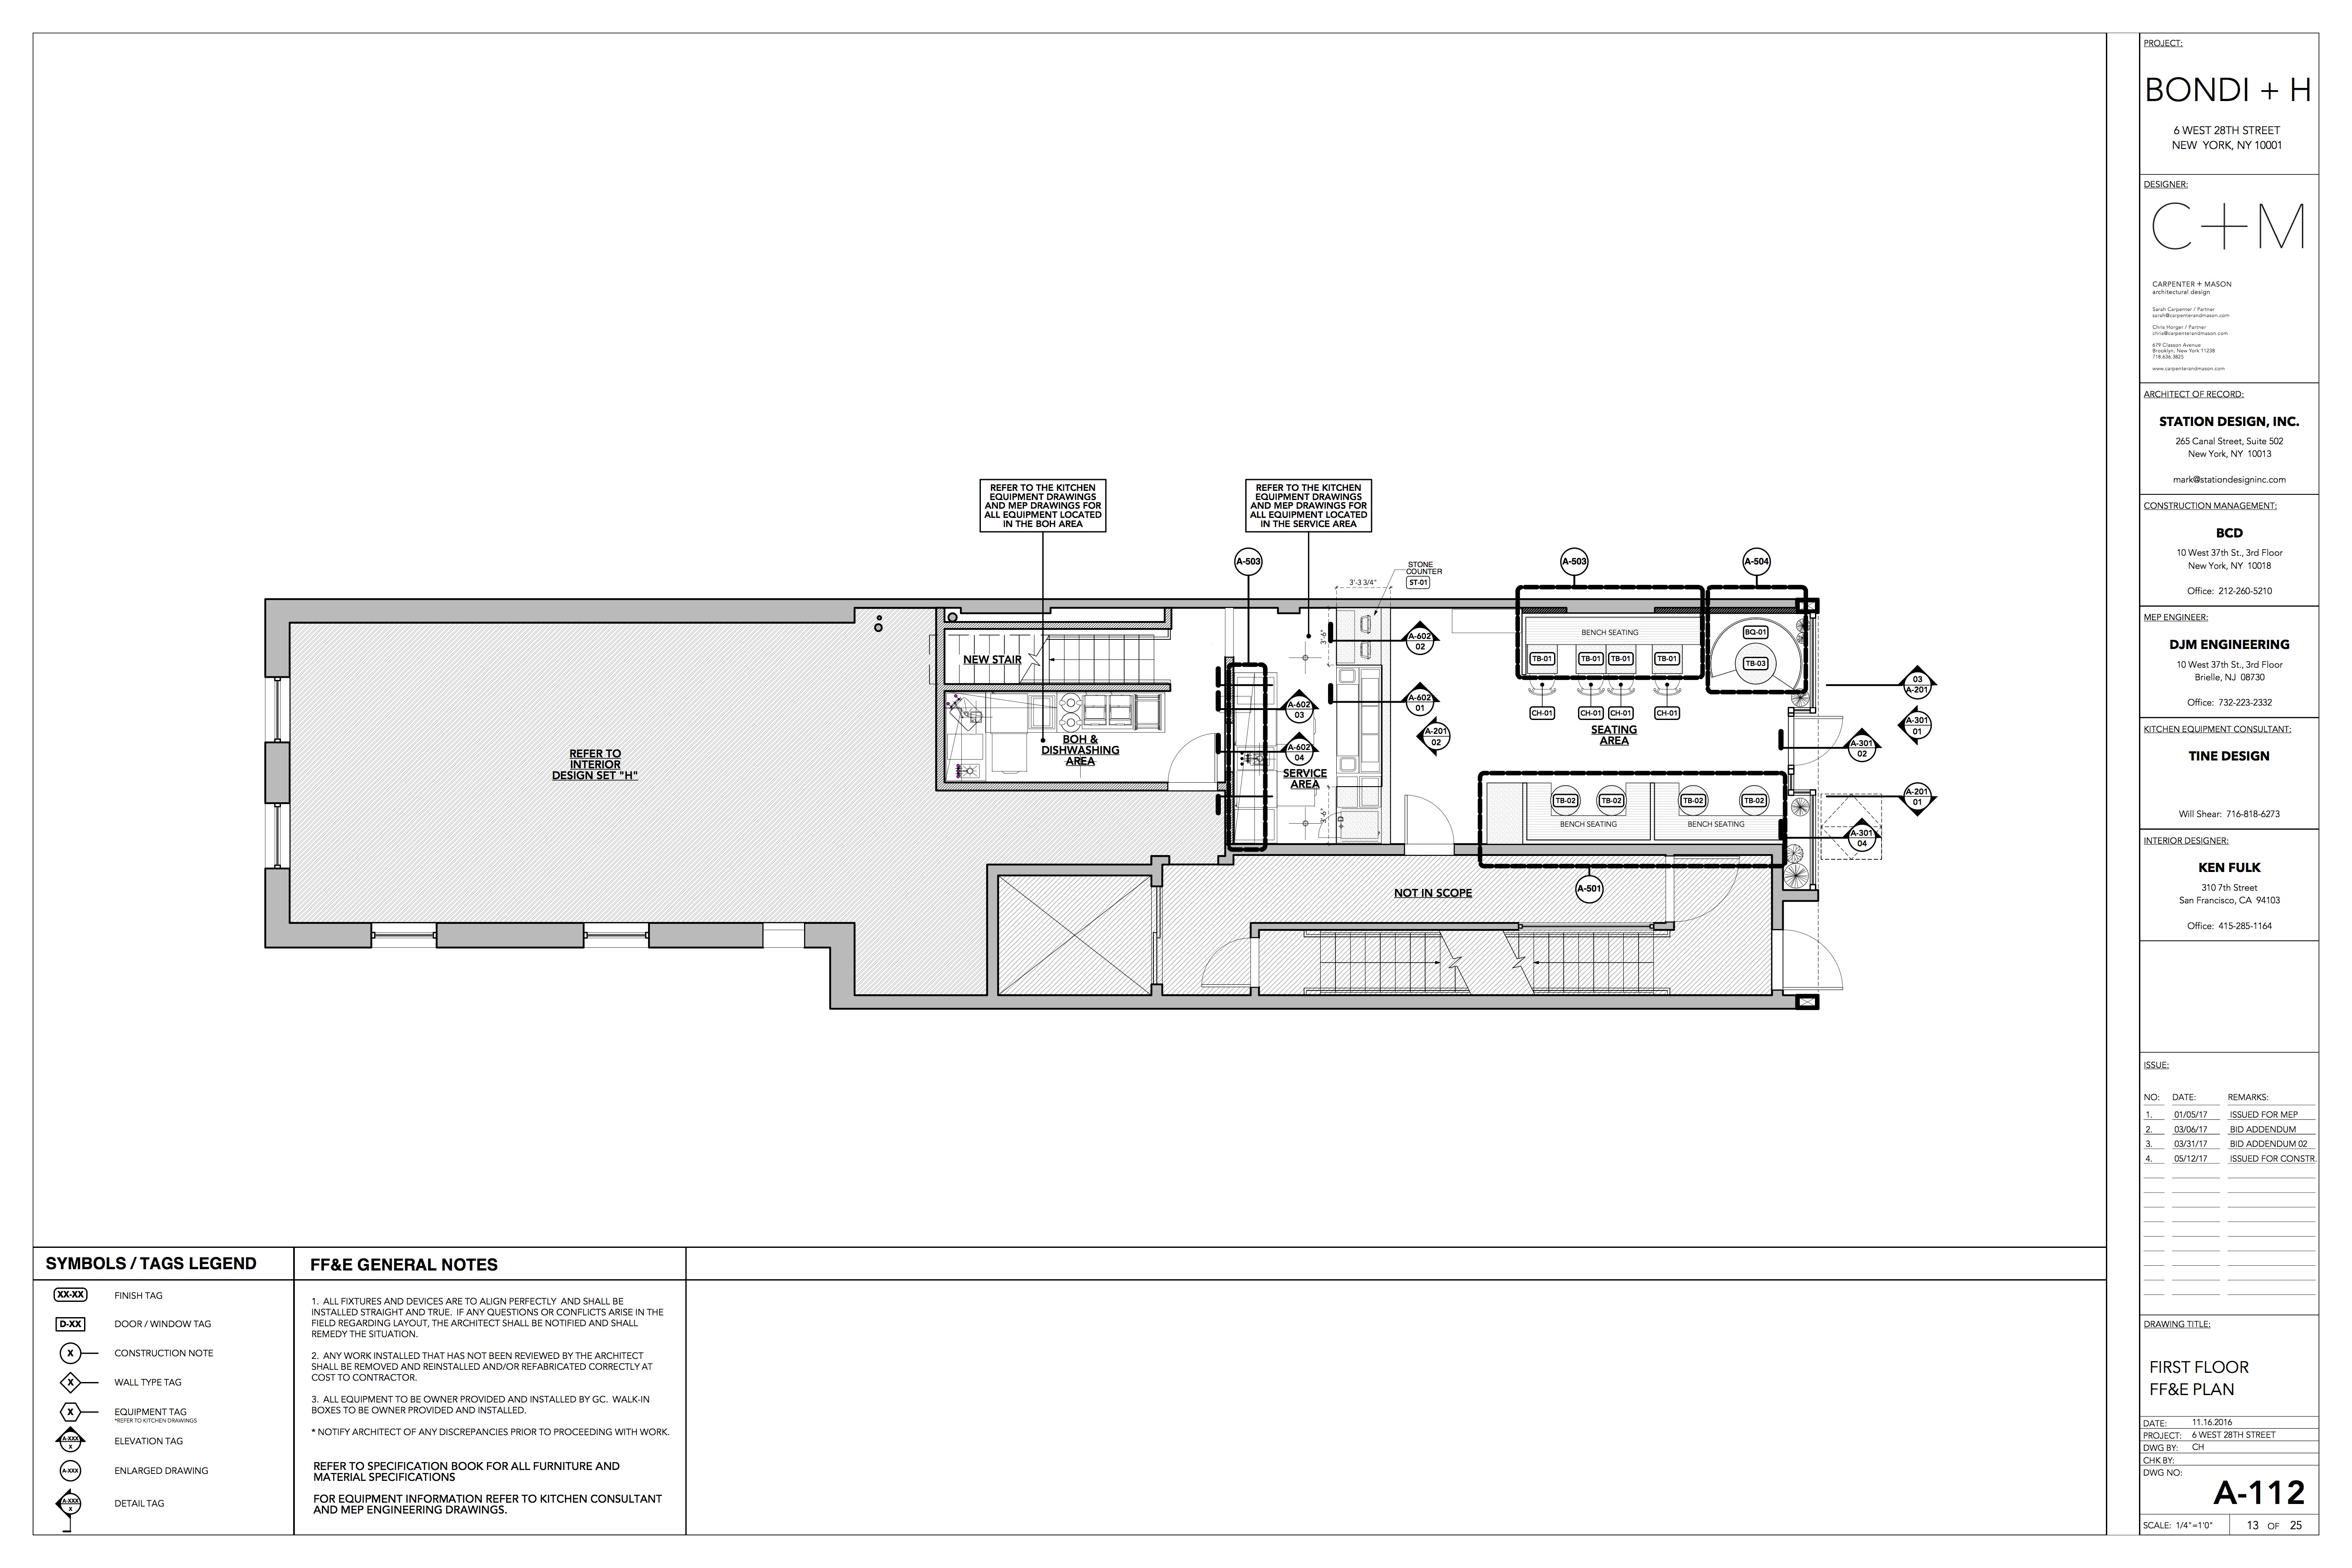 REFER TO THE KITCHEN
EQUIPMENT DRAWINGS
AND MEP DRAWINGS FOR
ALL EQUIPMENT LOCATED
IN THE BOH AREA
REFER TO THE KITCHEN
EQUIPMENT DRAWINGS
AND MEP DRAWINGS FOR
ALL EQUIPMENT LOCATED
IN THE SERVICE AREA
A-503
A-503
A-504
STONE
COUNTER
ST-01
3'-3 3/4"
3'-6"
3'-6"
NEW STAIR
BOH &
DISHWASHING
AREA
REFER TO
INTERIOR
DESIGN SET "H"
SERVICE
AREA
A-602
03
A-602
04
A-602
02
A-602
01
A-201
02
BENCH SEATING
TB-01
TB-01
TB-01
TB-01
CH-01
CH-01
CH-01
CH-01
BQ-01
TB-03
SEATING
AREA
TB-02
TB-02
TB-02
TB-02
BENCH SEATING
BENCH SEATING
03
A-201
A-301
01
A-301
02
A-201
01
A-301
04
A-501
NOT IN SCOPE
SYMBOLS / TAGS LEGEND
XX-XX
FINISH TAG
D-XX
DOOR / WINDOW TAG
X
CONSTRUCTION NOTE
X
WALL TYPE TAG
X
EQUIPMENT TAG
*REFER TO KITCHEN DRAWINGS
A-XXX
X
ELEVATION TAG
A-XXX
ENLARGED DRAWING
A-XXX
X
DETAIL TAG
FF&E GENERAL NOTES
1. ALL FIXTURES AND DEVICES ARE TO ALIGN PERFECTLY AND SHALL BE
INSTALLED STRAIGHT AND TRUE. IF ANY QUESTIONS OR CONFLICTS ARISE IN THE
FIELD REGARDING LAYOUT, THE ARCHITECT SHALL BE NOTIFIED AND SHALL
REMEDY THE SITUATION.
2. ANY WORK INSTALLED THAT HAS NOT BEEN REVIEWED BY THE ARCHITECT
SHALL BE REMOVED AND REINSTALLED AND/OR REFABRICATED CORRECTLY AT
COST TO CONTRACTOR.
3. ALL EQUIPMENT TO BE OWNER PROVIDED AND INSTALLED BY GC. WALK-IN
BOXES TO BE OWNER PROVIDED AND INSTALLED.
* NOTIFY ARCHITECT OF ANY DISCREPANCIES PRIOR TO PROCEEDING WITH WORK.
REFER TO SPECIFICATION BOOK FOR ALL FURNITURE AND
MATERIAL SPECIFICATIONS
FOR EQUIPMENT INFORMATION REFER TO KITCHEN CONSULTANT
AND MEP ENGINEERING DRAWINGS.
PROJECT:
BONDI + H
6 WEST 28TH STREET
NEW YORK, NY 10001
DESIGNER:
C+M
CARPENTER + MASON
architectural design
Sarah Carpenter / Partner
sarah@carpenterandmason.com
Chris Horger / Partner
chris@carpenterandmason.com
679 Classon Avenue
Brooklyn, New York 11238
718.636.3825
www.carpenterandmason.com
ARCHITECT OF RECORD:
STATION DESIGN, INC.
265 Canal Street, Suite 502
New York, NY 10013
mark@stationdesigninc.com
CONSTRUCTION MANAGEMENT:
BCD
10 West 37th St., 3rd Floor
New York, NY 10018
Office: 212-260-5210
MEP ENGINEER:
DJM ENGINEERING
10 West 37th St., 3rd Floor
Brielle, NJ 08730
Office: 732-223-2332
KITCHEN EQUIPMENT CONSULTANT:
TINE DESIGN
Will Shear: 716-818-6273
INTERIOR DESIGNER:
KEN FULK
310 7th Street
San Francisco, CA 94103
Office: 415-285-1164
ISSUE:
NO: DATE: REMARKS:
1. 01/05/17 ISSUED FOR MEP
2. 03/06/17 BID ADDENDUM
3. 03/31/17 BID ADDENDUM 02
4. 05/12/17 ISSUED FOR CONSTR.
DRAWING TITLE:
FIRST FLOOR
FF&E PLAN
DATE: 11.16.2016
PROJECT: 6 WEST 28TH STREET
DWG BY: CH
CHK BY:
DWG NO:
A-112
SCALE: 1/4"=1'0"
13 OF 25